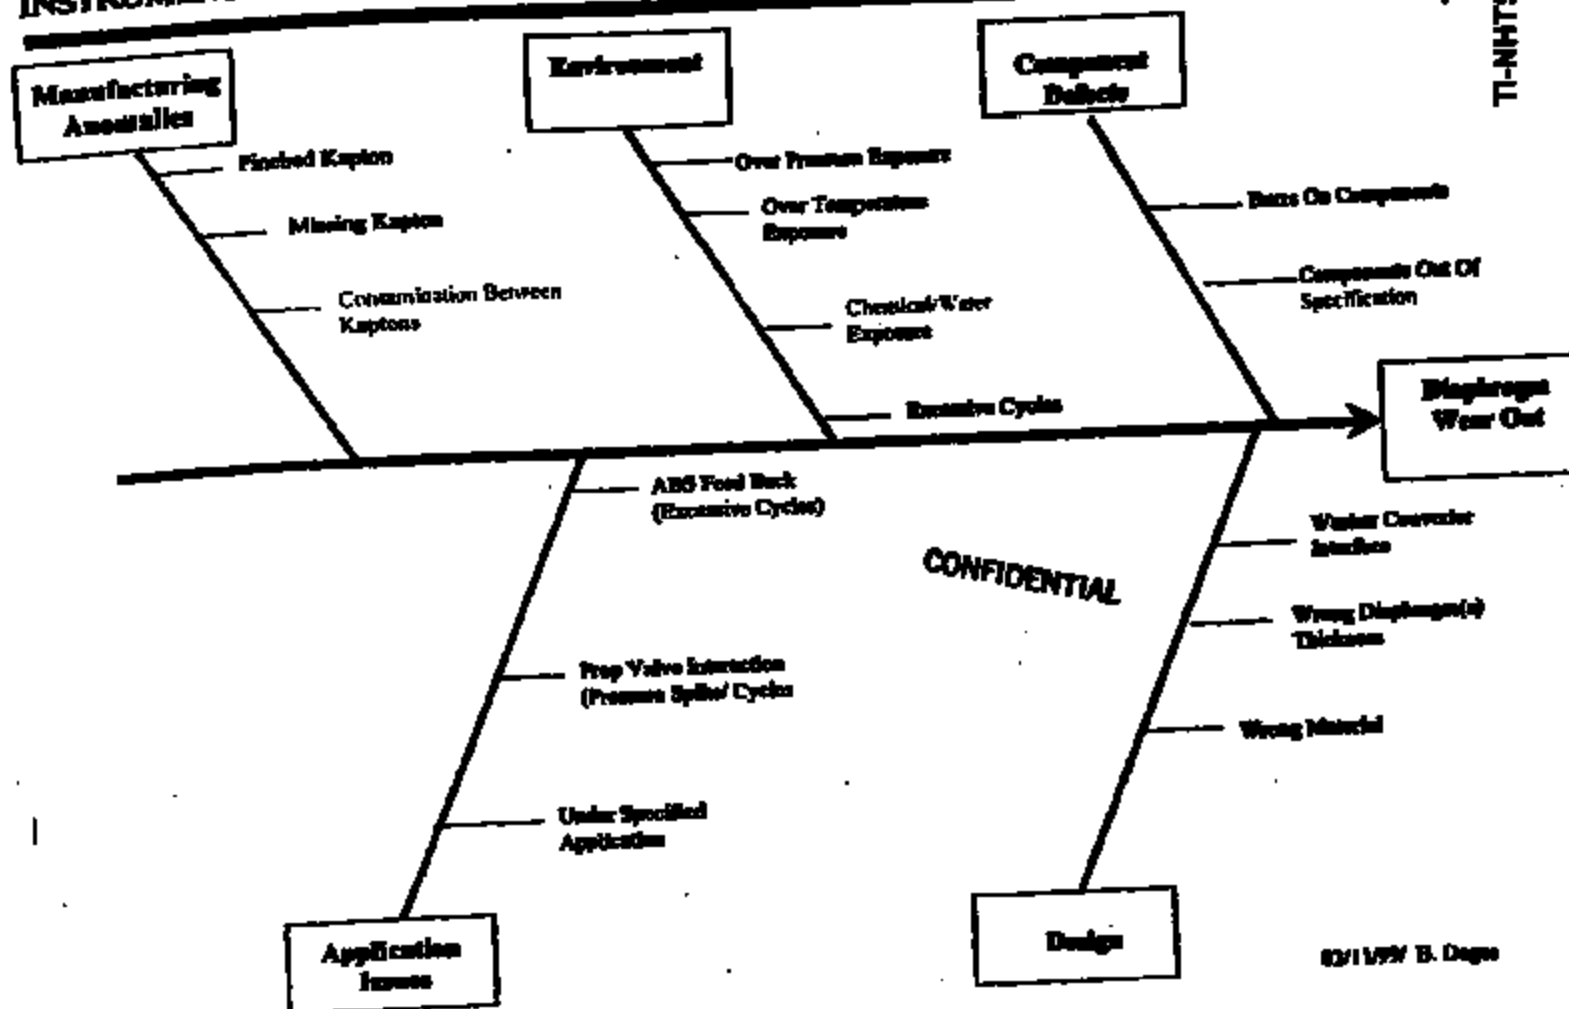 TI-NHTS
Manufacturing
Anomalies
Environment
Component
Defects
Pinched Kapton
Missing Kapton
Contamination Between
Kaptons
Over Pressure Exposure
Over Temperature
Exposure
Chemical/Water
Exposure
Excessive Cycles
Burrs On Components
Components Out Of
Specification
Diaphragm
Wear Out
ABS Feed Back
(Excessive Cycles)
Prop Valve Interaction
(Pressure Spike/ Cycles
Under Specified
Application
Application
Issues
CONFIDENTIAL
Washer Converter
Interface
Wrong Diaphragm(s)
Thickness
Wrong Material
Design
B. Dague